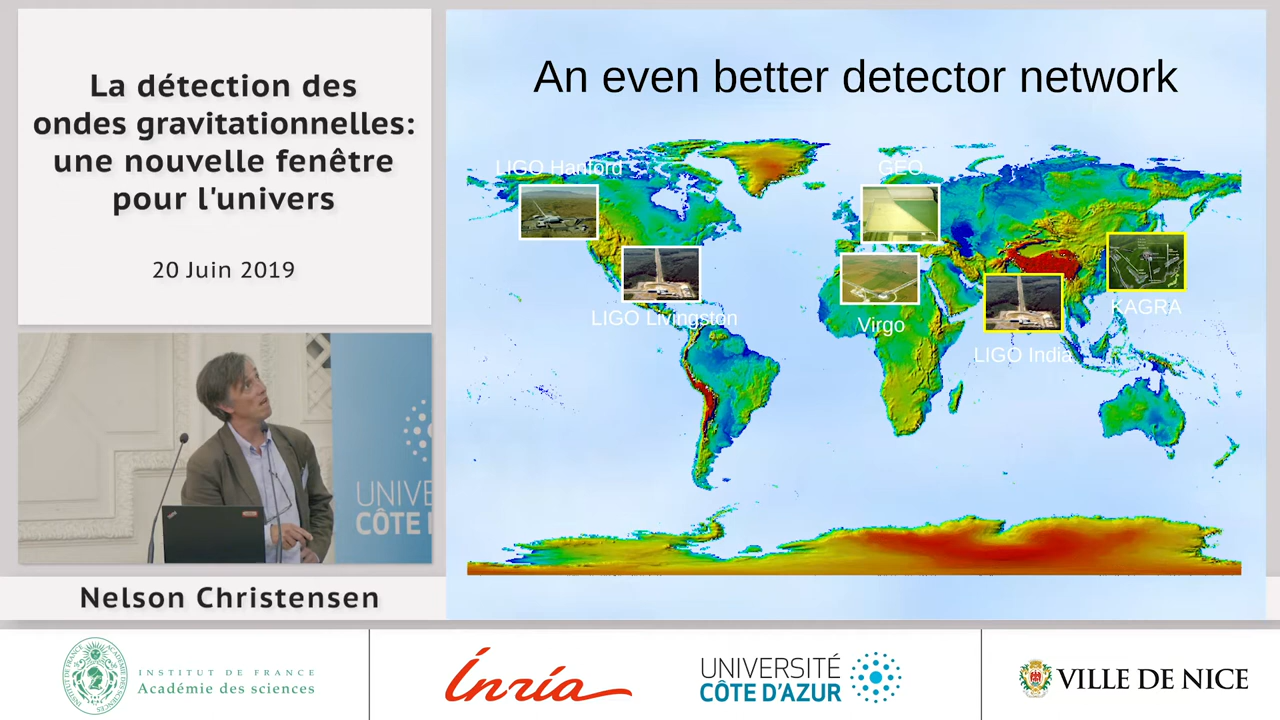 La détection des
ondes gravitationnelles:
une nouvelle fenêtre
pour l'univers
20 Juin 2019
An even better detector network
LIGO Hanford
GEO
LIGO Livingston
Virgo
KAGRA
LIGO India
UNIVE
CÔTE D
Nelson Christensen
INSTITUT DE FRANCE
Académie des sciences
Inria
UNIVERSITÉ
CÔTE D'AZUR
VILLE DE NICE